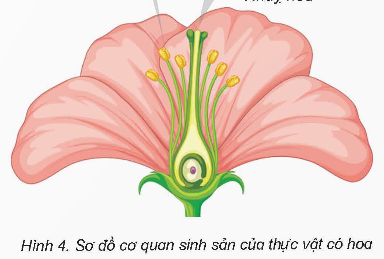 Hình 4. Sơ đồ cơ quan sinh sản của thực vật có hoa